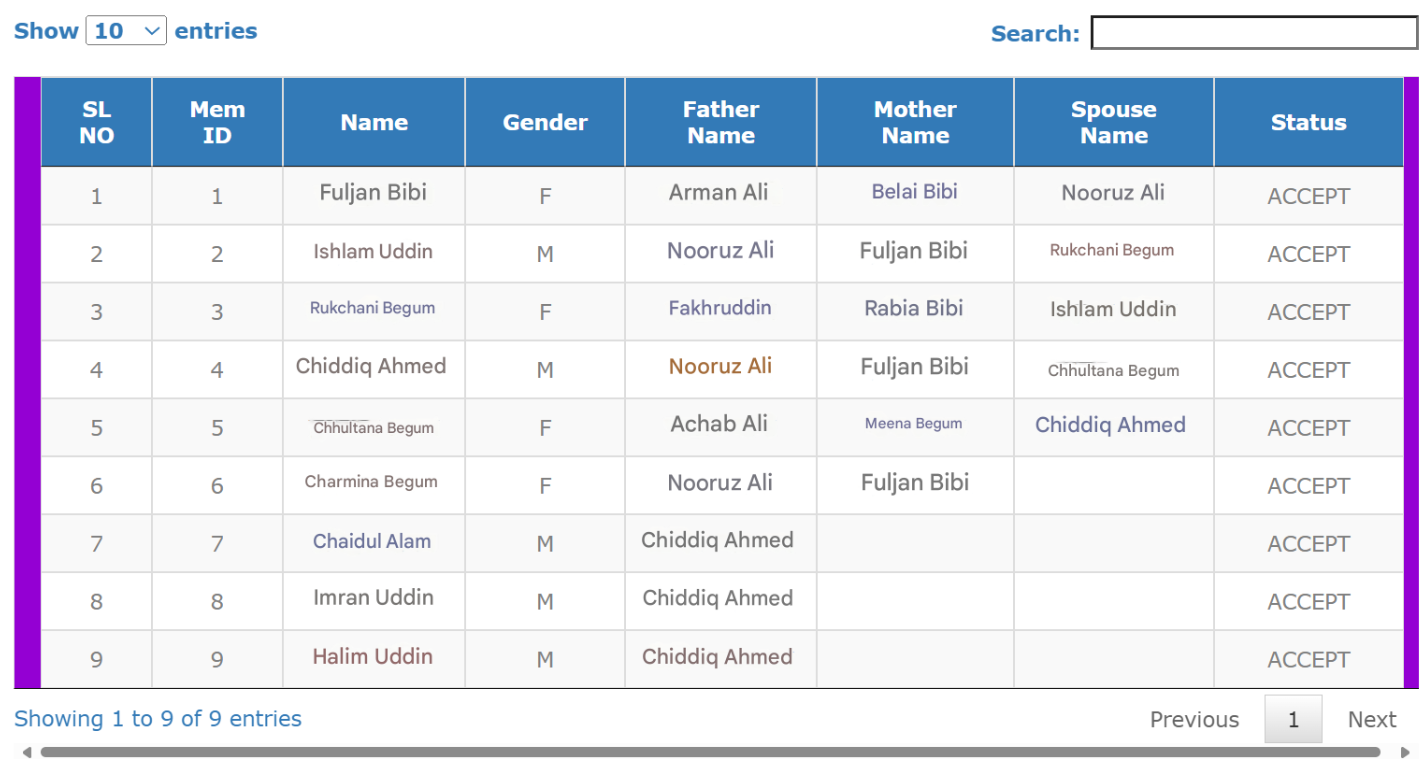 Show 10 entries Search:
SL NO Mem ID Name Gender Father Name Mother Name Spouse Name Status
1 1 Fuljan Bibi F Arman Ali Belai Bibi Nooruz Ali ACCEPT
2 2 Ishlam Uddin M Nooruz Ali Fuljan Bibi Rukchani Begum ACCEPT
3 3 Rukchani Begum F Fakhruddin Rabia Bibi Ishlam Uddin ACCEPT
4 4 Chiddiq Ahmed M Nooruz Ali Fuljan Bibi Chhultana Begum ACCEPT
5 5 Chhultana Begum F Achab Ali Meena Begum Chiddiq Ahmed ACCEPT
6 6 Charmina Begum F Nooruz Ali Fuljan Bibi ACCEPT
7 7 Chaidul Alam M Chiddiq Ahmed ACCEPT
8 8 Imran Uddin M Chiddiq Ahmed ACCEPT
9 9 Halim Uddin M Chiddiq Ahmed ACCEPT
Showing 1 to 9 of 9 entries Previous 1 Next